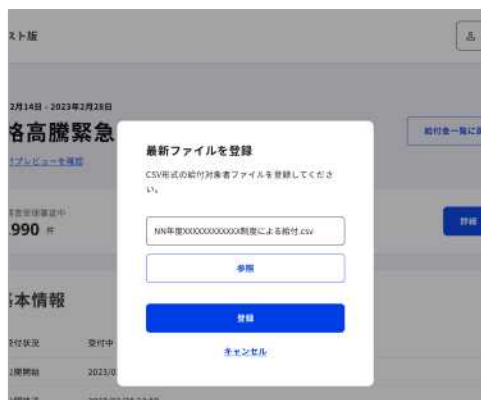 スト版
2月14日 - 2023年2月28日
格高騰緊急
給付金一覧に
プレビューを確認
990 件
詳細
最新ファイルを登録
CSV形式の給付対象者ファイルを登録してくださ
い。
NN年度XXXXXXXXXXXX制度による給付.csv
参照
登録
キャンセル
基本情報
受付状況 受付中
公開開始 2023/0